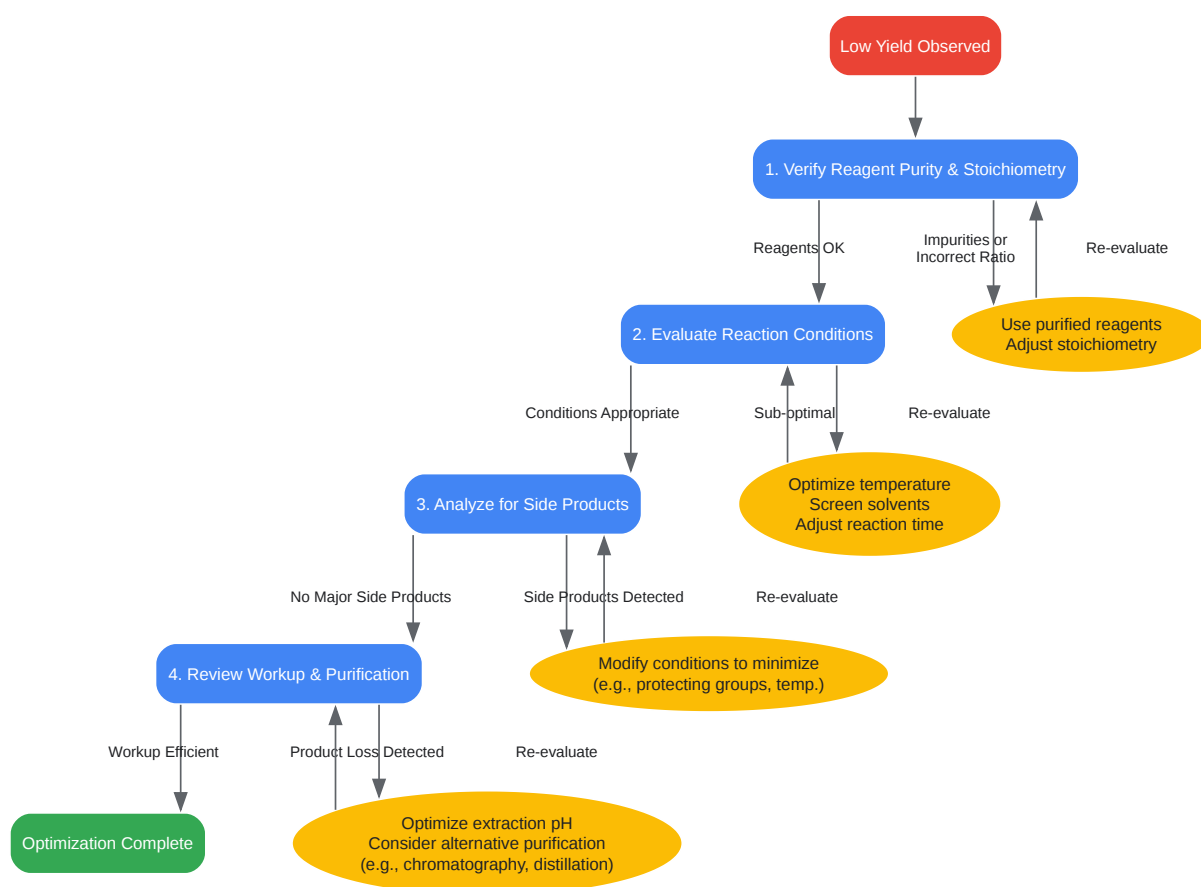 Low Yield Observed
1. Verify Reagent Purity & Stoichiometry
Reagents OK
Impurities or
Incorrect Ratio
Re-evaluate
Use purified reagents
Adjust stoichiometry
2. Evaluate Reaction Conditions
Conditions Appropriate
Sub-optimal
Re-evaluate
Optimize temperature
Screen solvents
Adjust reaction time
3. Analyze for Side Products
No Major Side Products
Side Products Detected
Re-evaluate
Modify conditions to minimize
(e.g., protecting groups, temp.)
4. Review Workup & Purification
Workup Efficient
Product Loss Detected
Re-evaluate
Optimization Complete
Optimize extraction pH
Consider alternative purification
(e.g., chromatography, distillation)